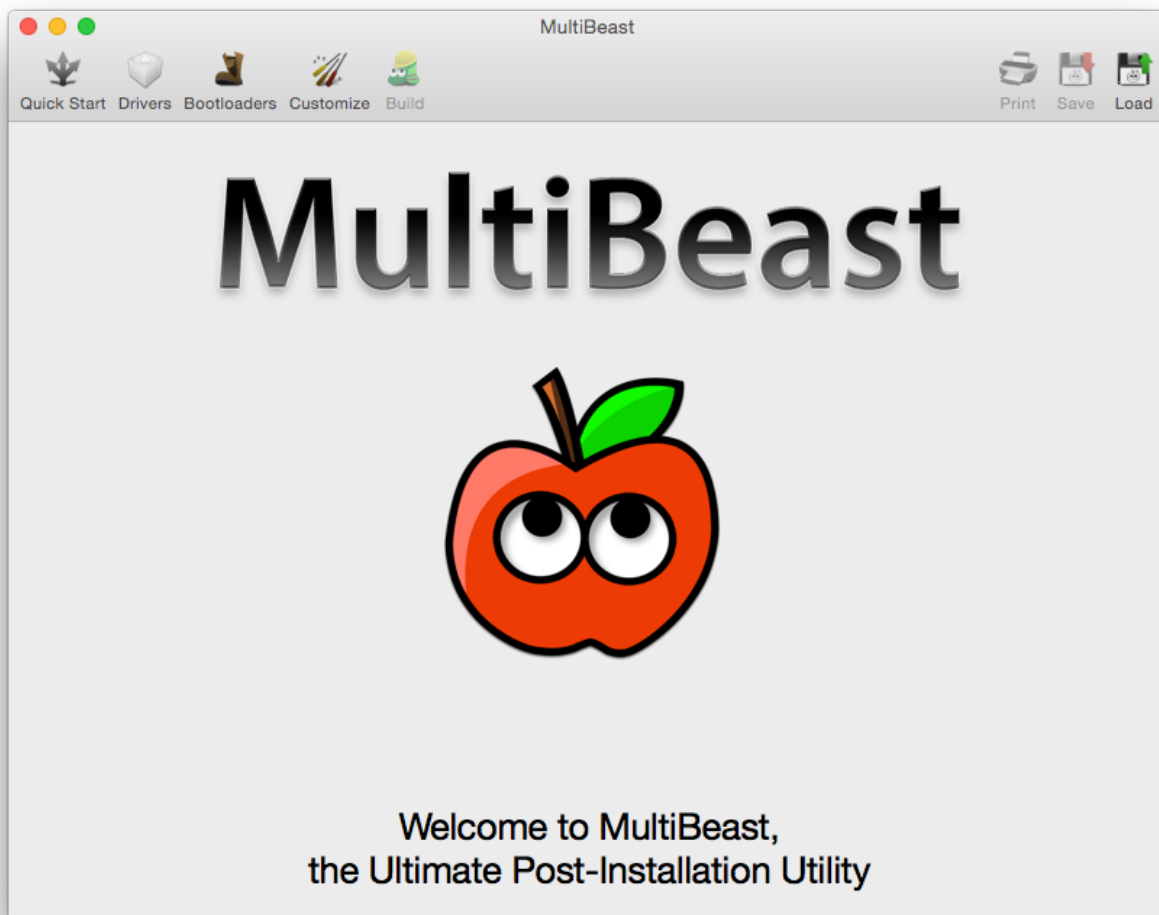 MultiBeast
Quick Start Drivers Bootloaders Customize Build Print Save Load
MultiBeast
Welcome to MultiBeast,
the Ultimate Post-Installation Utility